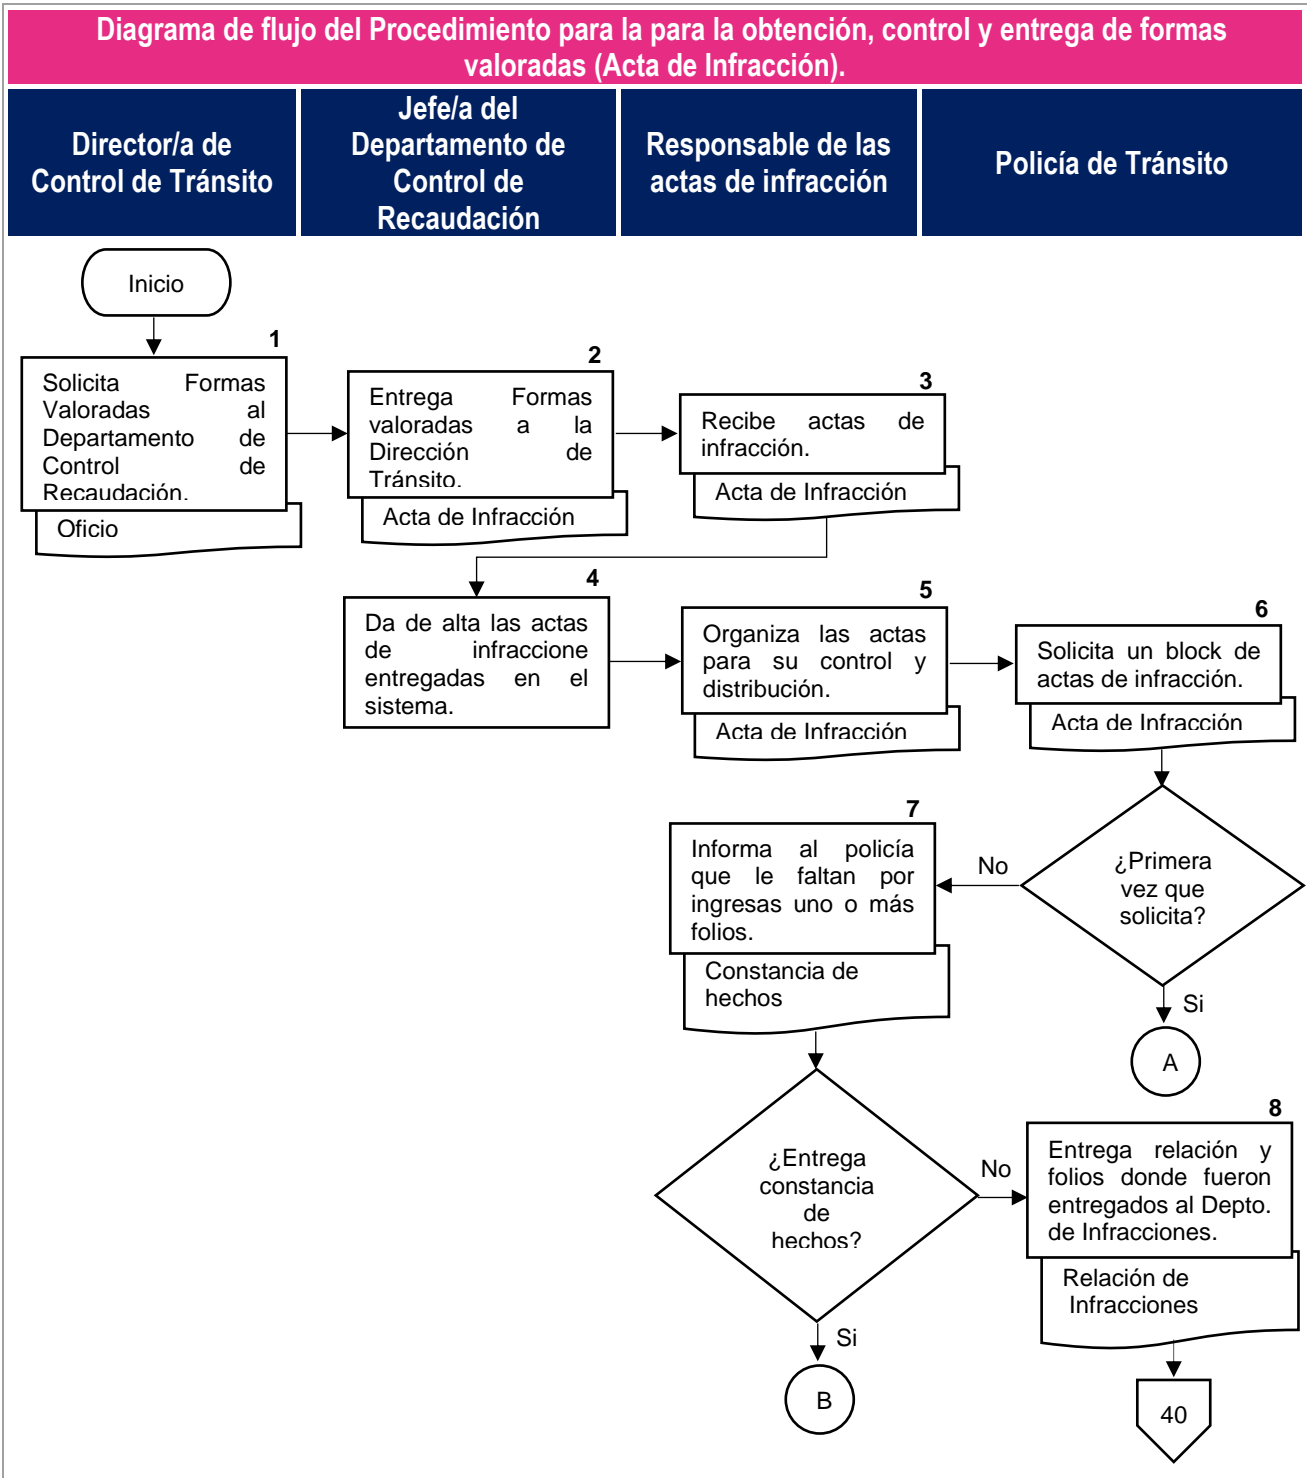 Diagrama de flujo del Procedimiento para la para la obtención, control y entrega de formas
valoradas (Acta de Infracción).
Director/a de
Control de Tránsito
Jefe/a del
Departamento de
Control de
Recaudación
Responsable de las
actas de infracción
Policía de Tránsito
Inicio
1
Solicita Formas
Valoradas al
Departamento de
Control de
Recaudación.
Oficio
2
Entrega Formas
valoradas a la
Dirección de
Tránsito.
Acta de Infracción
3
Recibe actas de
infracción.
Acta de Infracción
4
Da de alta las actas
de infraccione
entregadas en el
sistema.
5
Organiza las actas
para su control y
distribución.
Acta de Infracción
6
Solicita un block de
actas de infracción.
Acta de Infracción
¿Primera
vez que
solicita?
No
Si
A
7
Informa al policía
que le faltan por
ingresas uno o más
folios.
Constancia de
hechos
¿Entrega
constancia
de
hechos?
No
Si
B
8
Entrega relación y
folios donde fueron
entregados al Depto.
de Infracciones.
Relación de
Infracciones
40